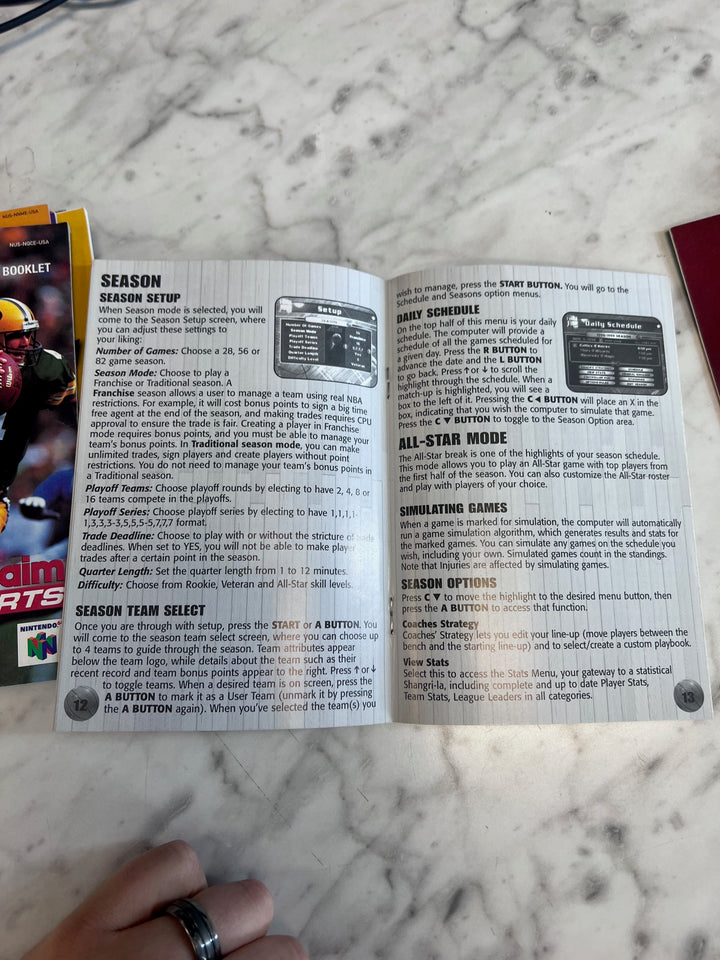 NUS-NNME-USA
NUS-NQCE-USA
BOOKLET
aim
RTS
NINTENDO
SEASON
SEASON SETUP
When Season mode is selected, you will
come to the Season Setup screen, where
you can adjust these settings to
your liking:
Number of Games: Choose a 28, 56 or
82 game season.
Season Mode: Choose to play a
Franchise or Traditional season. A
Franchise season allows a user to manage a team using real NBA
restrictions. For example, it will cost bonus points to sign a big time
free agent at the end of the season, and making trades requires CPU
approval to ensure the trade is fair. Creating a player in Franchise
mode requires bonus points, and you must be able to manage your
team's bonus points. In Traditional season mode, you can make
unlimited trades, sign players and create players without point
restrictions. You do not need to manage your team's bonus points in
a Traditional season.
Playoff Teams: Choose playoff rounds by electing to have 2, 4, 8 or
16 teams compete in the playoffs.
Playoff Series: Choose playoff series by electing to have 1,1,1,1-
1,3,3,3-3,5,5,5-5,7,7,7 format.
Trade Deadline: Choose to play with or without the stricture of trade
deadlines. When set to YES, you will not be able to make player
trades after a certain point in the season.
Quarter Length: Set the quarter length from 1 to 12 minutes.
Difficulty: Choose from Rookie, Veteran and All-Star skill levels.
SEASON TEAM SELECT
Once you are through with setup, press the START or A BUTTON. You
will come to the season team select screen, where you can choose up
to 4 teams to guide through the season. Team attributes appear
below the team logo, while details about the team such as their
recent record and team bonus points appear to the right. Press ↑ or ↓
to toggle teams. When a desired team is on screen, press the
A BUTTON to mark it as a User Team (unmark it by pressing
the A BUTTON again). When you've selected the team(s) you
12
Setup
Number of Games
Season Mode
Playoff Teams
Playoff Series
Trade Deadline
Quarter Length
Difficulty Level
Yes
Veteran
wish to manage, press the START BUTTON. You will go to the
Schedule and Seasons option menus.
DAILY SCHEDULE
On the top half of this menu is your daily
schedule. The computer will provide a
schedule of all the games scheduled for
a given day. Press the R BUTTON to
advance the date and the L BUTTON
to go back. Press ↑ or ↓ to scroll the
highlight through the schedule. When a
match-up is highlighted, you will see a
box to the left of it. Pressing the C ◄ BUTTON will place an X in the
box, indicating that you wish the computer to simulate that game.
Press the C ▼ BUTTON to toggle to the Season Option area.
Daily Schedule
ALL-STAR MODE
The All-Star break is one of the highlights of your season schedule.
This mode allows you to play an All-Star game with top players from
the first half of the season. You can also customize the All-Star roster
and play with players of your choice.
SIMULATING GAMES
When a game is marked for simulation, the computer will automatically
run a game simulation algorithm, which generates results and stats for
the marked games. You can simulate any games on the schedule you
wish, including your own. Simulated games count in the standings.
Note that Injuries are affected by simulating games.
SEASON OPTIONS
Press C ▼ to move the highlight to the desired menu button, then
press the A BUTTON to access that function.
Coaches Strategy
Coaches' Strategy lets you edit your line-up (move players between the
bench and the starting line-up) and to select/create a custom playbook.
View Stats
Select this to access the Stats Menu, your gateway to a statistical
Shangri-la, including complete and up to date Player Stats,
Team Stats, League Leaders in all categories.
13